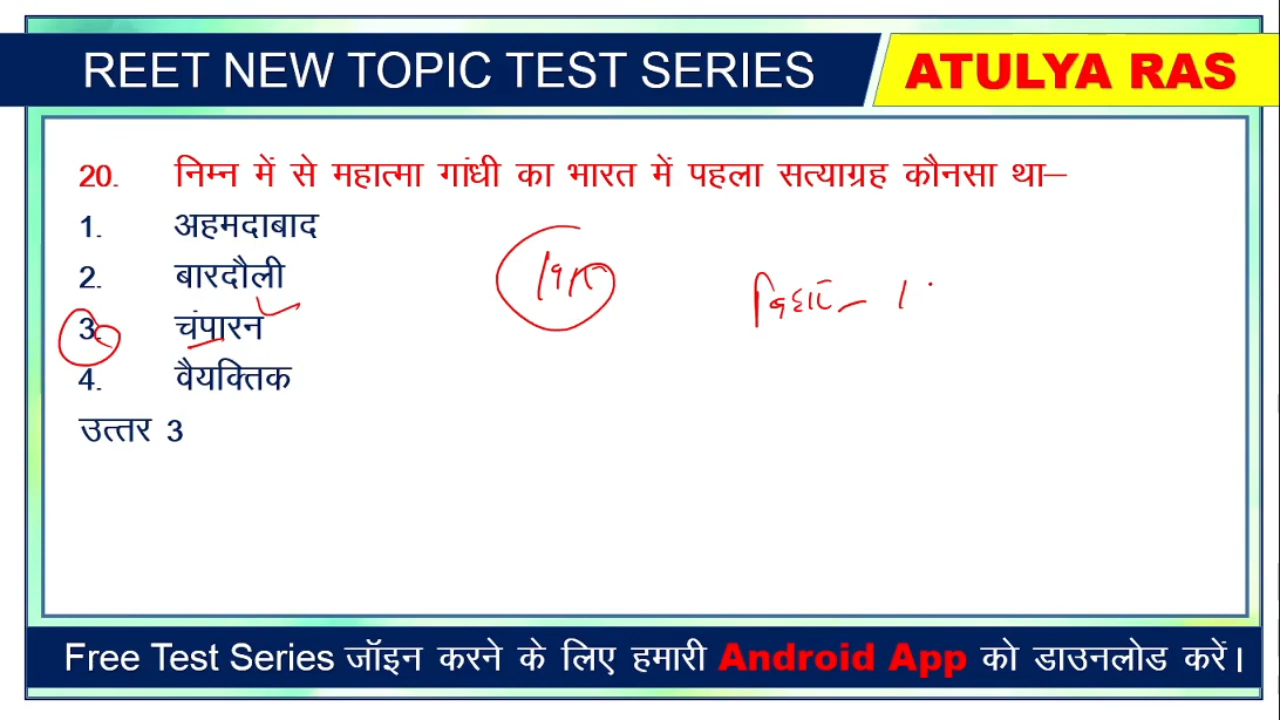 REET NEW TOPIC TEST SERIES ATULYA RAS
20. निम्न में से महात्मा गांधी का भारत में पहला सत्याग्रह कौनसा था–
1. अहमदाबाद
2. बारदौली
3. चंपारन
4. वैयक्तिक
उत्तर 3
Free Test Series जॉइन करने के लिए हमारी Android App को डाउनलोड करें।